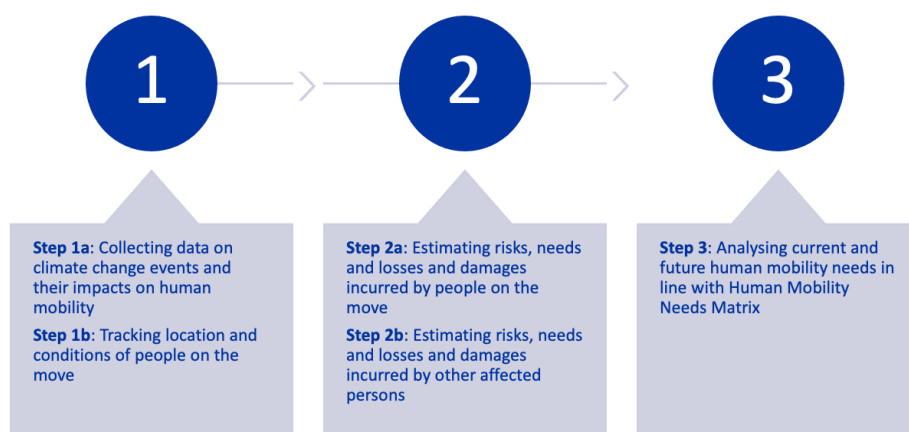 1
2
3
Step 1a: Collecting data on
climate change events and
their impacts on human
mobility
Step 1b: Tracking location and
conditions of people on the
move
Step 2a: Estimating risks, needs
and losses and damages
incurred by people on the
move
Step 2b: Estimating risks, needs
and losses and damages
incurred by other affected
persons
Step 3: Analysing current and
future human mobility needs in
line with Human Mobility
Needs Matrix